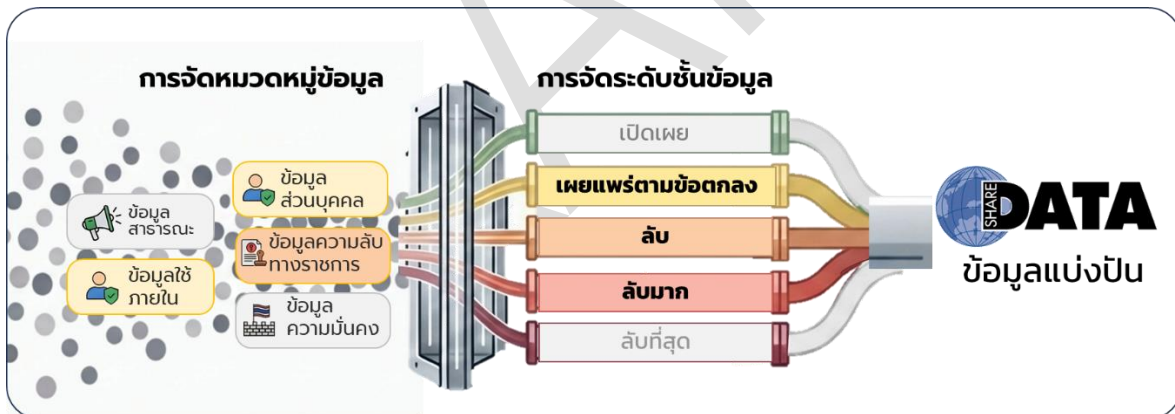 การจัดหมวดหมู่ข้อมูล
การจัดระดับชั้นข้อมูล
ข้อมูล
สาธารณะ
ข้อมูลใช้
ภายใน
ข้อมูล
ส่วนบุคคล
ข้อมูลความลับ
ทางราชการ
ข้อมูล
ความมั่นคง
เปิดเผย
เผยแพร่ตามข้อตกลง
ลับ
ลับมาก
ลับที่สุด
SHARE
DATA
ข้อมูลแบ่งปัน